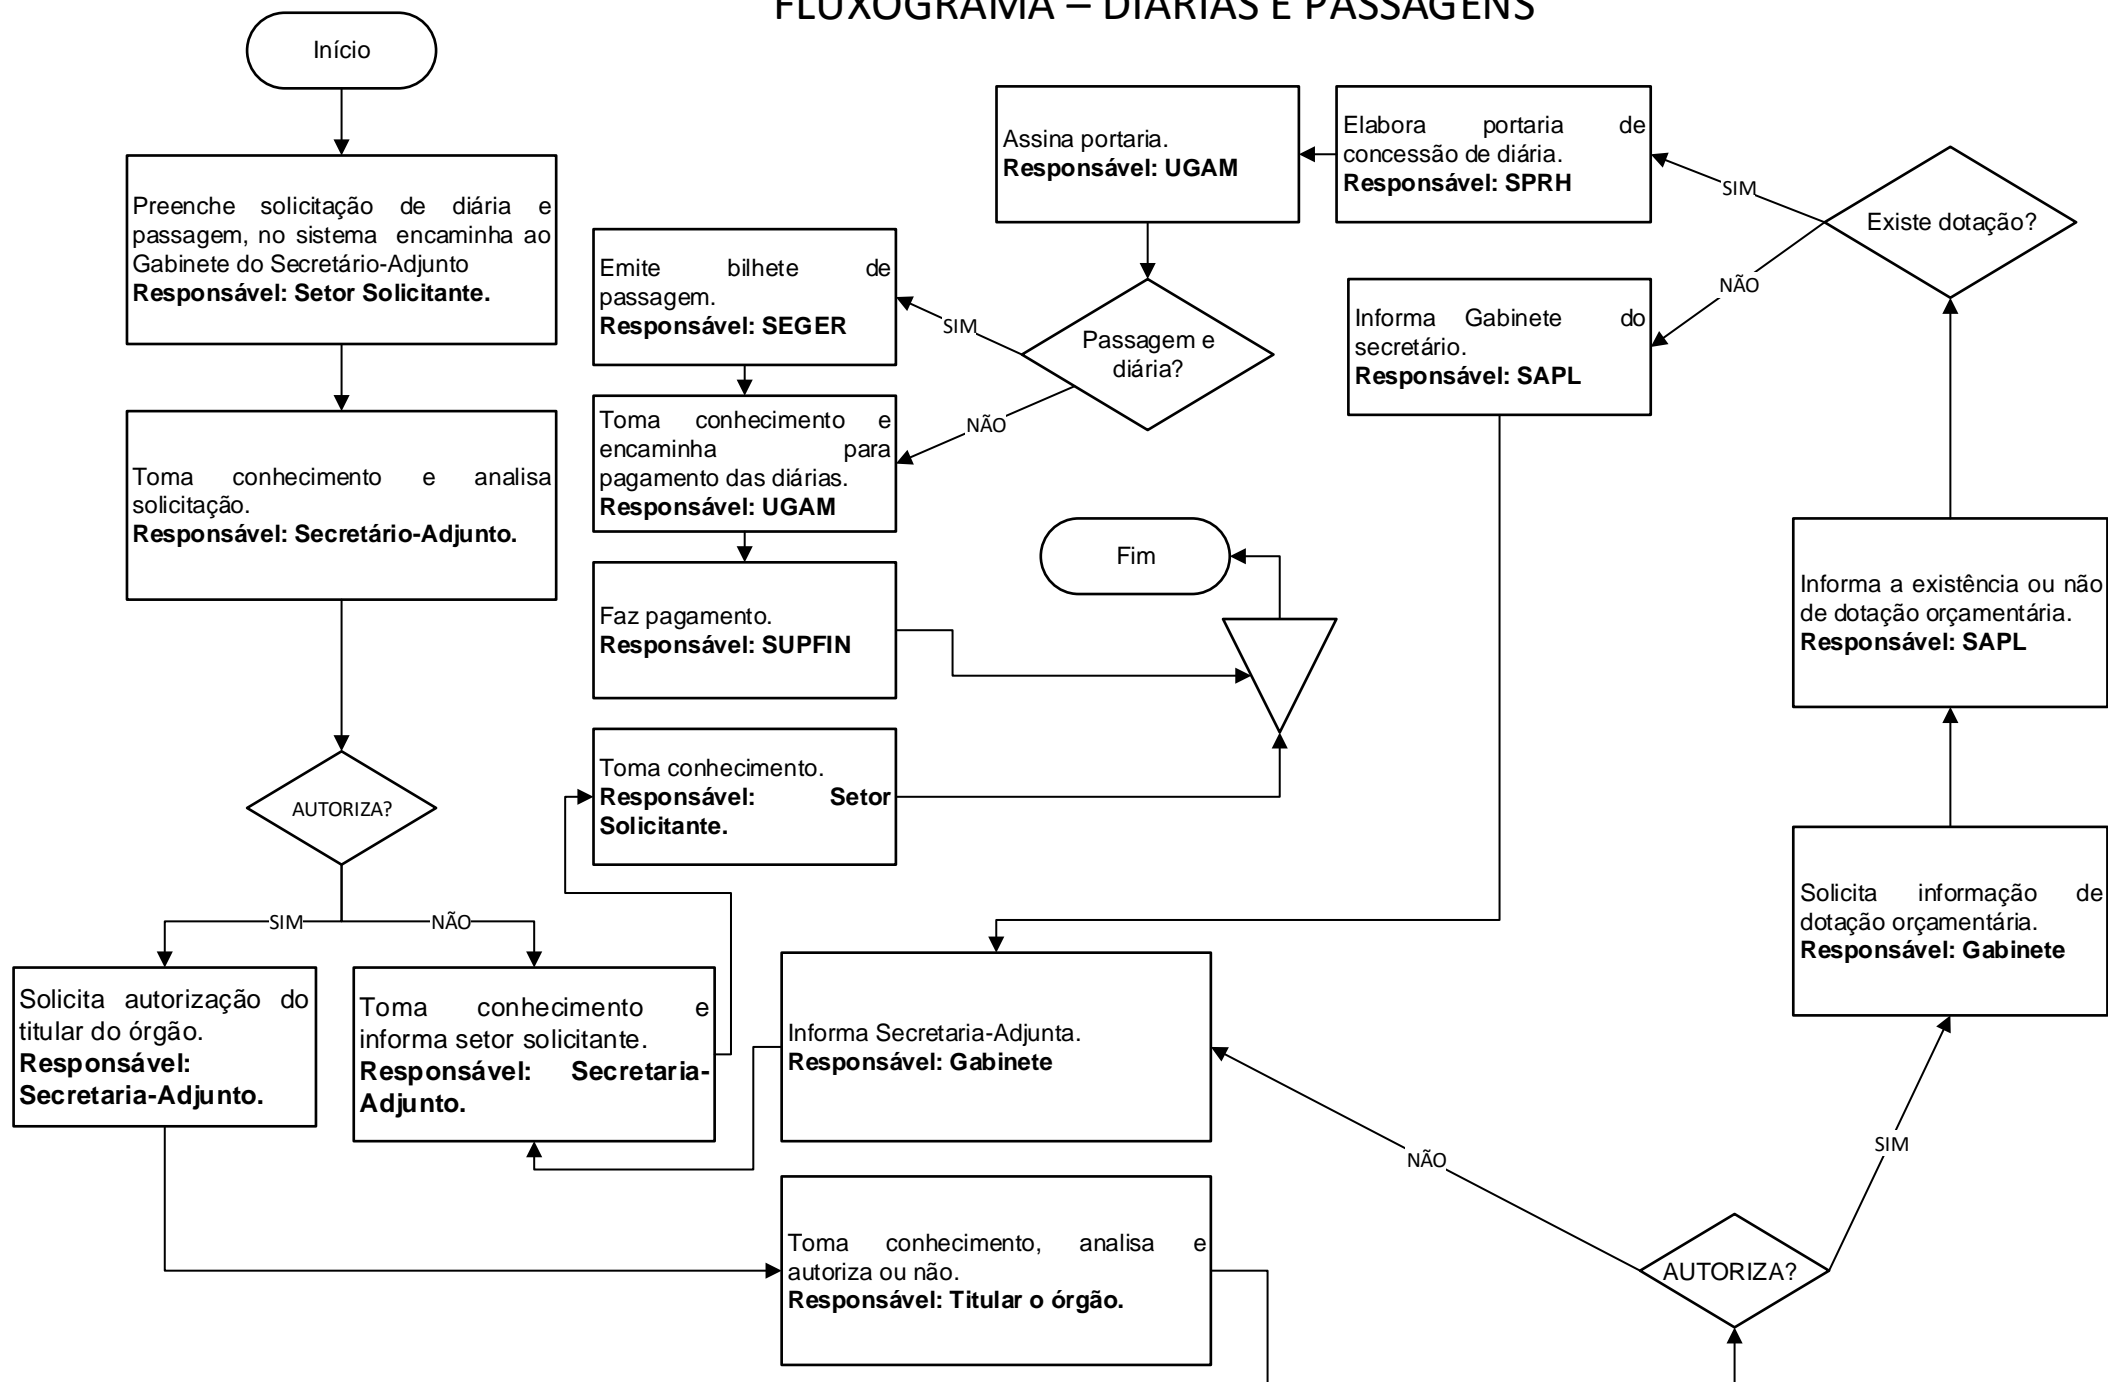 FLUXOGRAMA – DIÁRIAS E PASSAGENS
Início
Preenche solicitação de diária e
passagem, no sistema encaminha ao
Gabinete do Secretário-Adjunto
Responsável: Setor Solicitante.
Toma conhecimento e analisa
solicitação.
Responsável: Secretário-Adjunto.
AUTORIZA?
SIM
NÃO
Solicita autorização do
titular do órgão.
Responsável:
Secretaria-Adjunto.
Toma conhecimento e
informa setor solicitante.
Responsável: Secretaria-
Adjunto.
Emite bilhete de
passagem.
Responsável: SEGER
Toma conhecimento e
encaminha para
pagamento das diárias.
Responsável: UGAM
Faz pagamento.
Responsável: SUPFIN
Toma conhecimento.
Responsável: Setor
Solicitante.
Assina portaria.
Responsável: UGAM
SIM
Passagem e
diária?
NÃO
Fim
Informa Secretaria-Adjunta.
Responsável: Gabinete
Toma conhecimento, analisa e
autoriza ou não.
Responsável: Titular o órgão.
Elabora portaria de
concessão de diária.
Responsável: SPRH
SIM
Existe dotação?
NÃO
Informa Gabinete do
secretário.
Responsável: SAPL
Informa a existência ou não
de dotação orçamentária.
Responsável: SAPL
Solicita informação de
dotação orçamentária.
Responsável: Gabinete
SIM
NÃO
AUTORIZA?